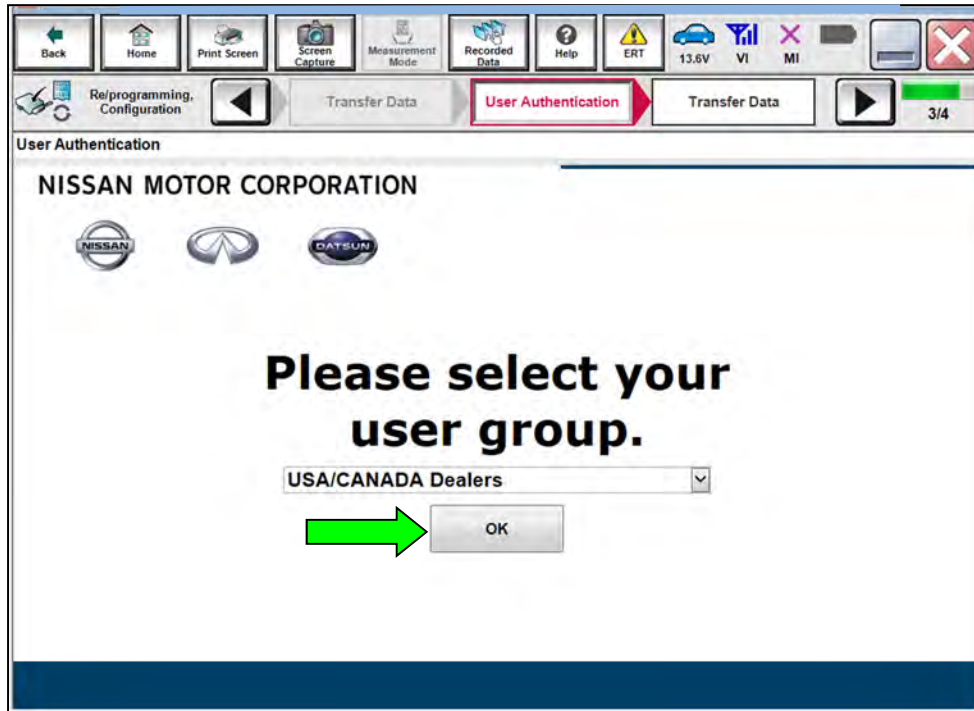 Back
Home
Print Screen
Screen
Capture
Measurement
Mode
Recorded
Data
Help
ERT
13.6V
VI
MI
Re/programming,
Configuration
Transfer Data
User Authentication
Transfer Data
3/4
User Authentication
NISSAN MOTOR CORPORATION
NISSAN
DATSUN
Please select your
user group.
USA/CANADA Dealers
OK